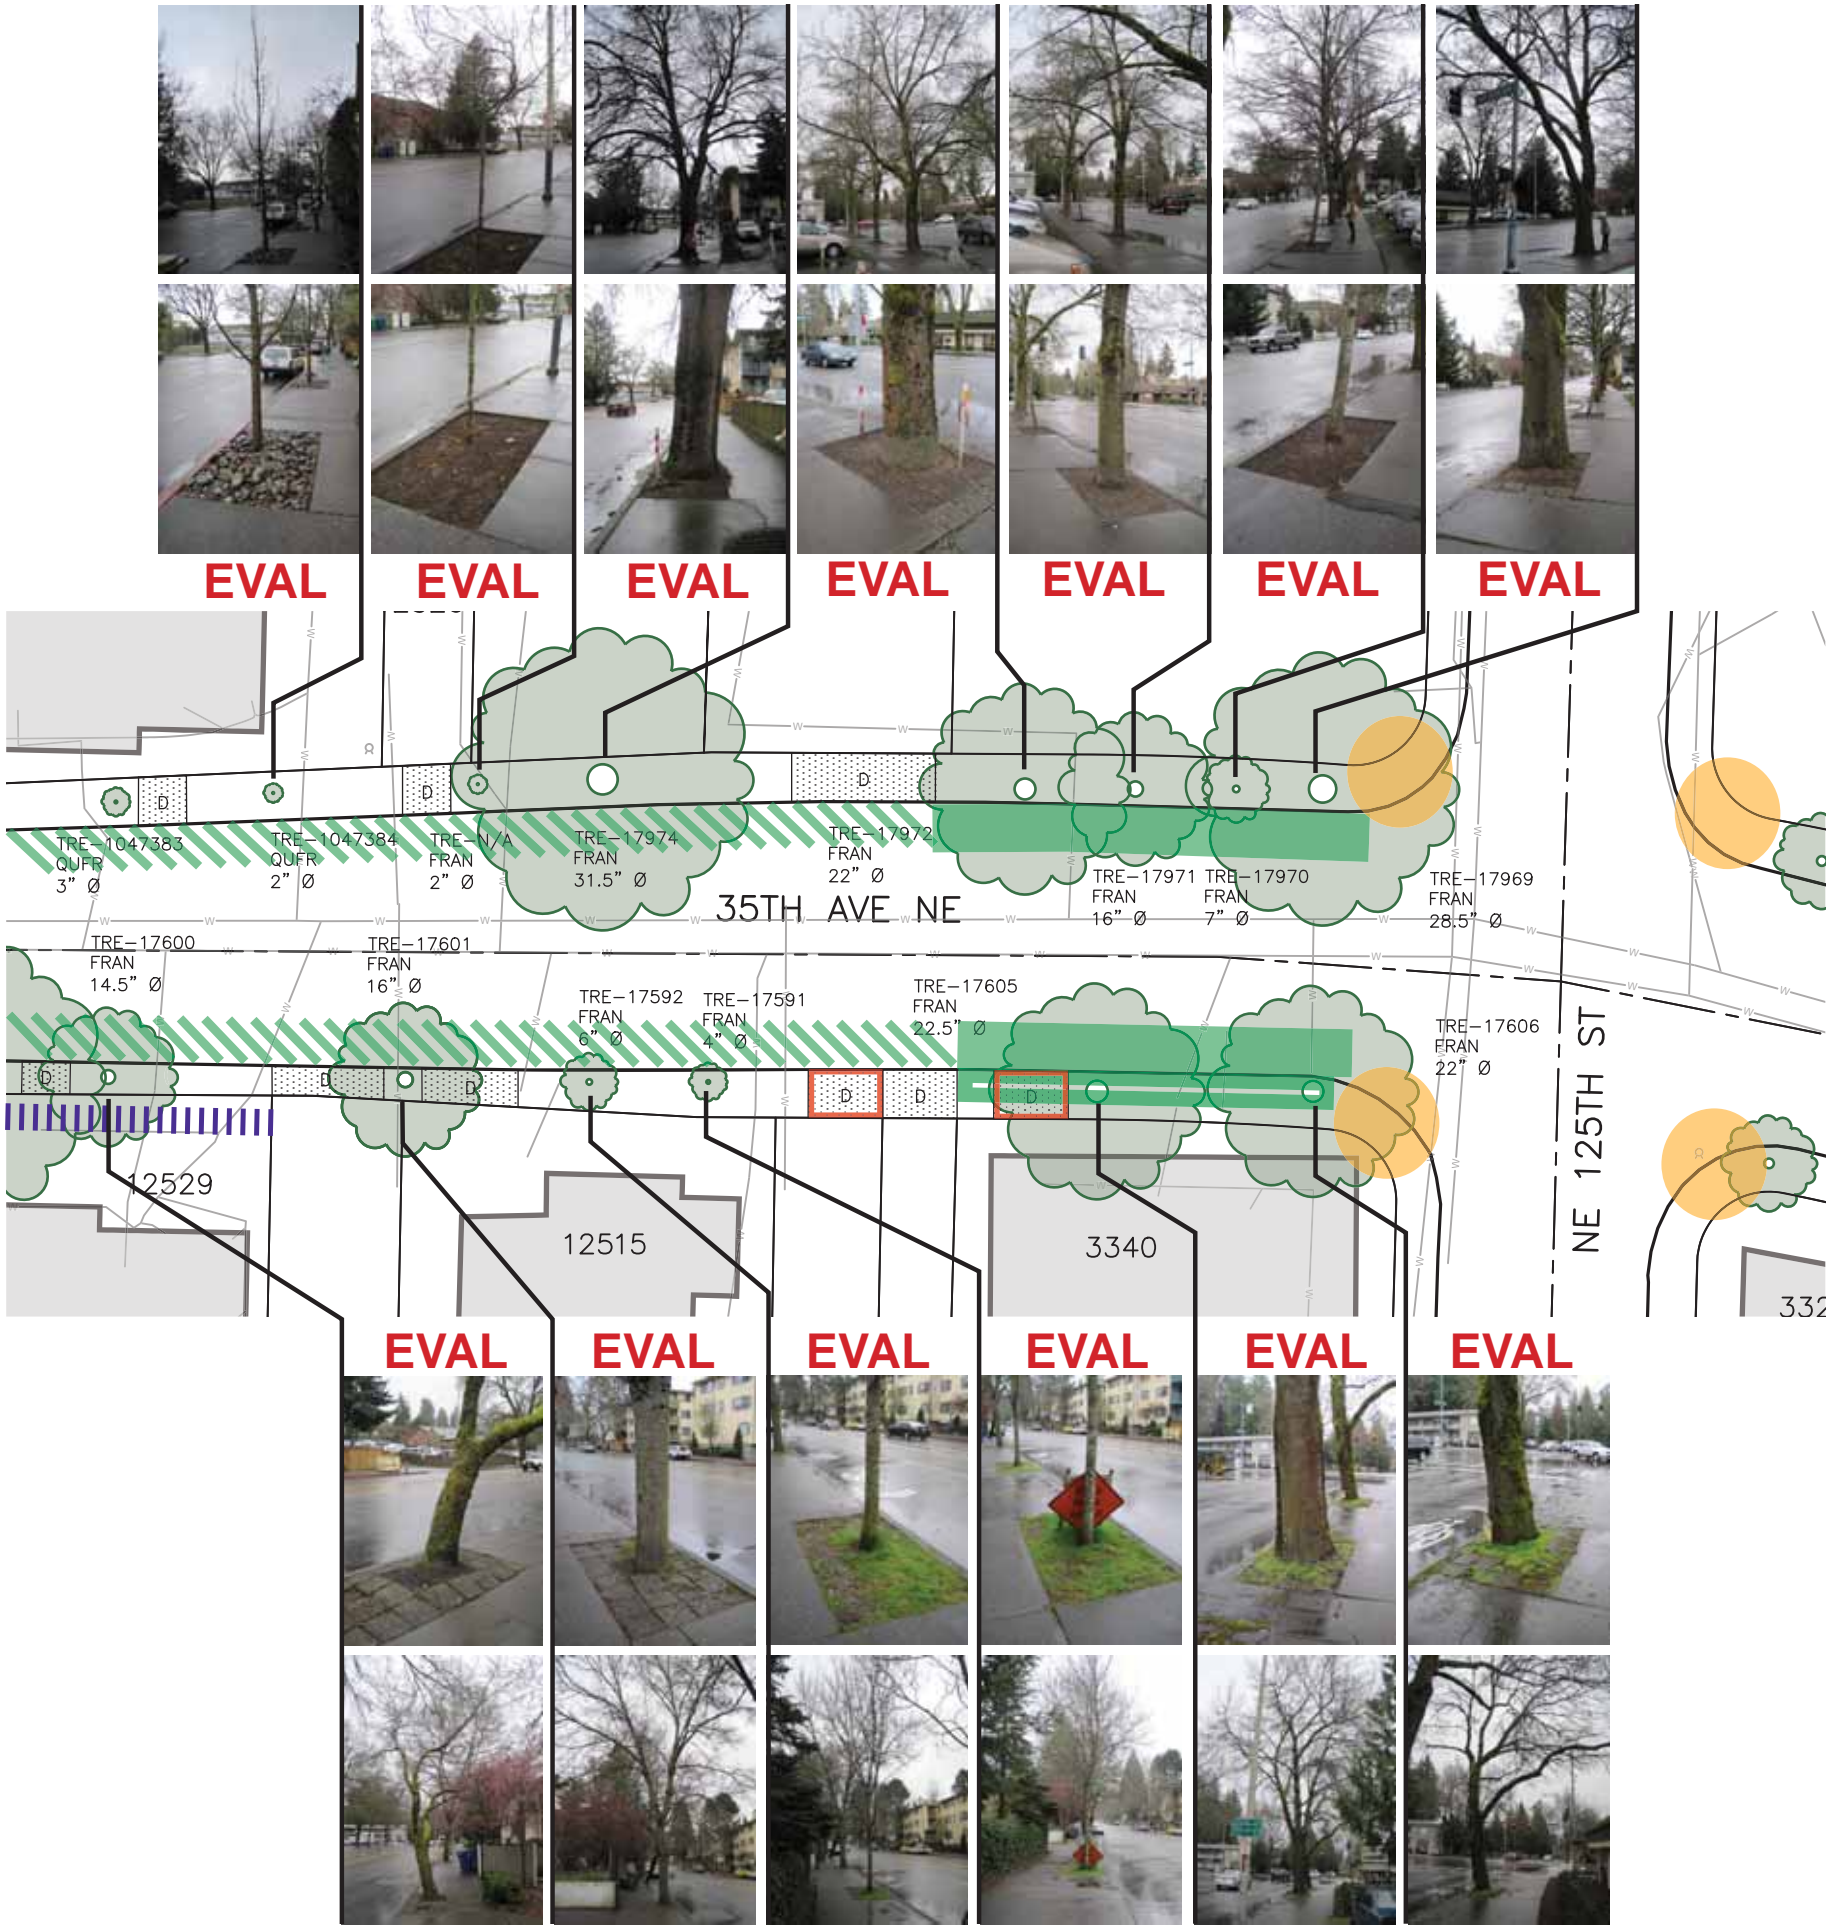 EVAL EVAL EVAL EVAL EVAL EVAL EVAL
D
D
D
TRE-1047383
QUFR
3" Ø
TRE-1047384
QUFR
2" Ø
TRE-N/A
FRAN
2" Ø
TRE-17974
FRAN
31.5" Ø
TRE-17972
FRAN
22" Ø
TRE-17971
FRAN
16" Ø
TRE-17970
FRAN
7" Ø
TRE-17969
FRAN
28.5" Ø
35TH AVE NE
TRE-17600
FRAN
14.5" Ø
TRE-17601
FRAN
16" Ø
TRE-17592
FRAN
6" Ø
TRE-17591
FRAN
4" Ø
TRE-17605
FRAN
22.5" Ø
TRE-17606
FRAN
22" Ø
NE 125TH ST
D
D
D
D
D
D
12529
12515
3340
332
EVAL EVAL EVAL EVAL EVAL EVAL